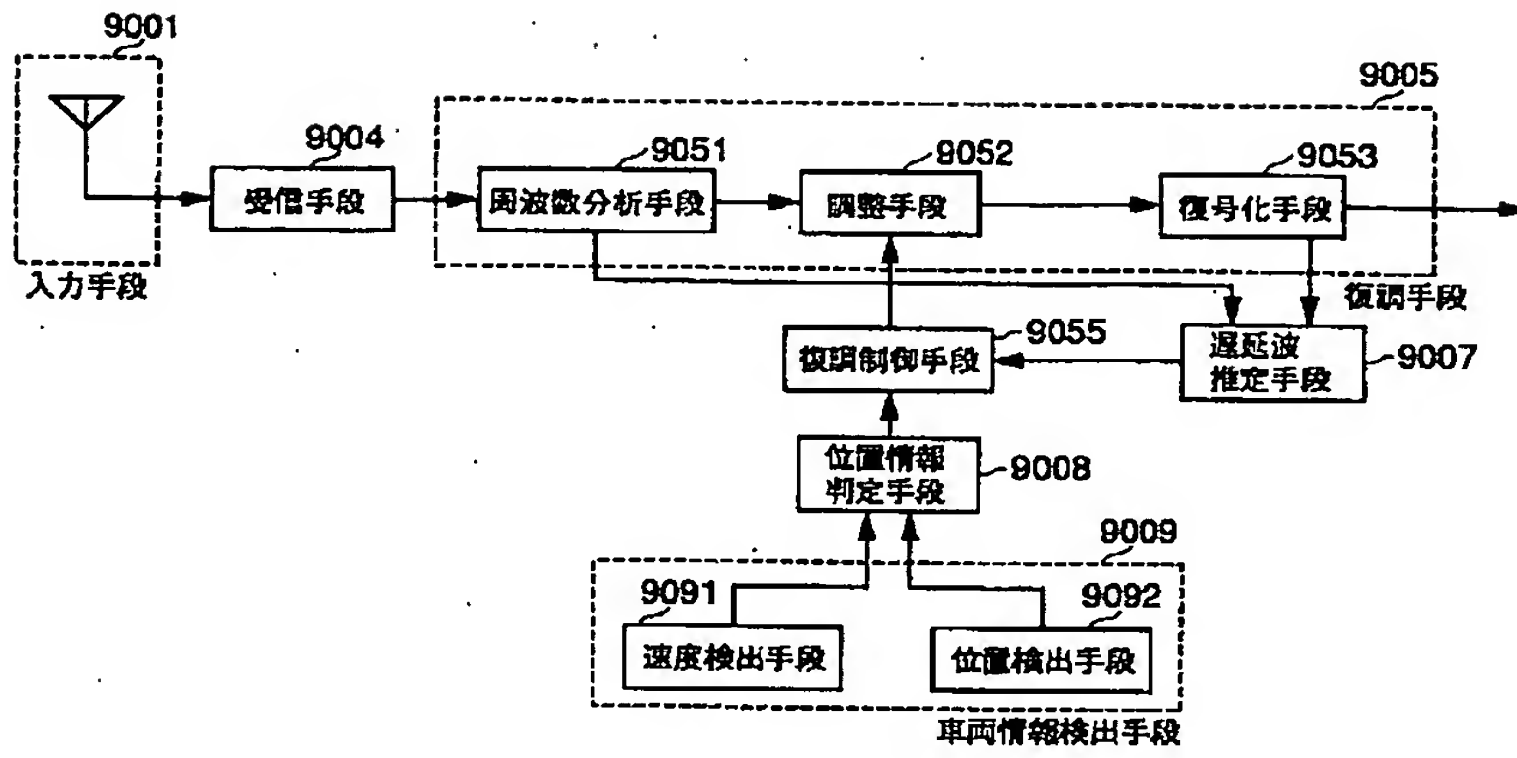 9001
9005
9004
9051
9052
9053
受信手段
周波数分析手段
調整手段
復号化手段
入力手段
復調手段
9055
復調制御手段
遅延波
推定手段
9007
位置情報
判定手段
9008
9009
9091
9092
速度検出手段
位置検出手段
車両情報検出手段